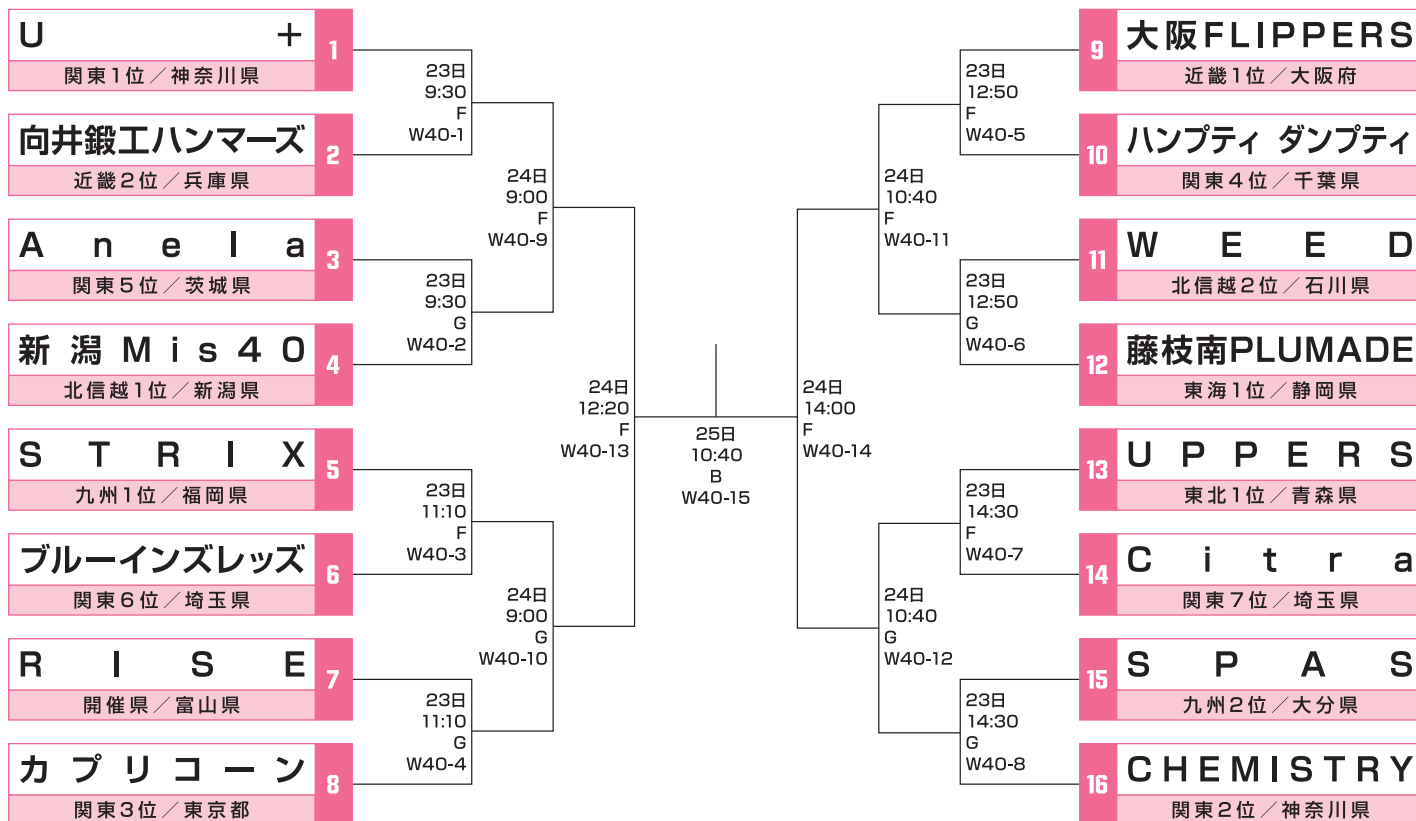 U +
関東1位／神奈川県
1
向井鍛工ハンマーズ
近畿2位／兵庫県
2
Anela
関東5位／茨城県
3
新潟Mis40
北信越1位／新潟県
4
STRIX
九州1位／福岡県
5
ブルーインズレッズ
関東6位／埼玉県
6
RISE
開催県／富山県
7
カプリコーン
関東3位／東京都
8
23日
9:30
F
W40-1
23日
9:30
G
W40-2
23日
11:10
F
W40-3
23日
11:10
G
W40-4
24日
9:00
F
W40-9
24日
9:00
G
W40-10
24日
12:20
F
W40-13
25日
10:40
B
W40-15
24日
14:00
F
W40-14
24日
10:40
F
W40-11
24日
10:40
G
W40-12
23日
12:50
F
W40-5
23日
12:50
G
W40-6
23日
14:30
F
W40-7
23日
14:30
G
W40-8
9
大阪FLIPPERS
近畿1位／大阪府
10
ハンプティ ダンプティ
関東4位／千葉県
11
WEED
北信越2位／石川県
12
藤枝南PLUMADE
東海1位／静岡県
13
UPPERS
東北1位／青森県
14
Citra
関東7位／埼玉県
15
SPAS
九州2位／大分県
16
CHEMISTRY
関東2位／神奈川県